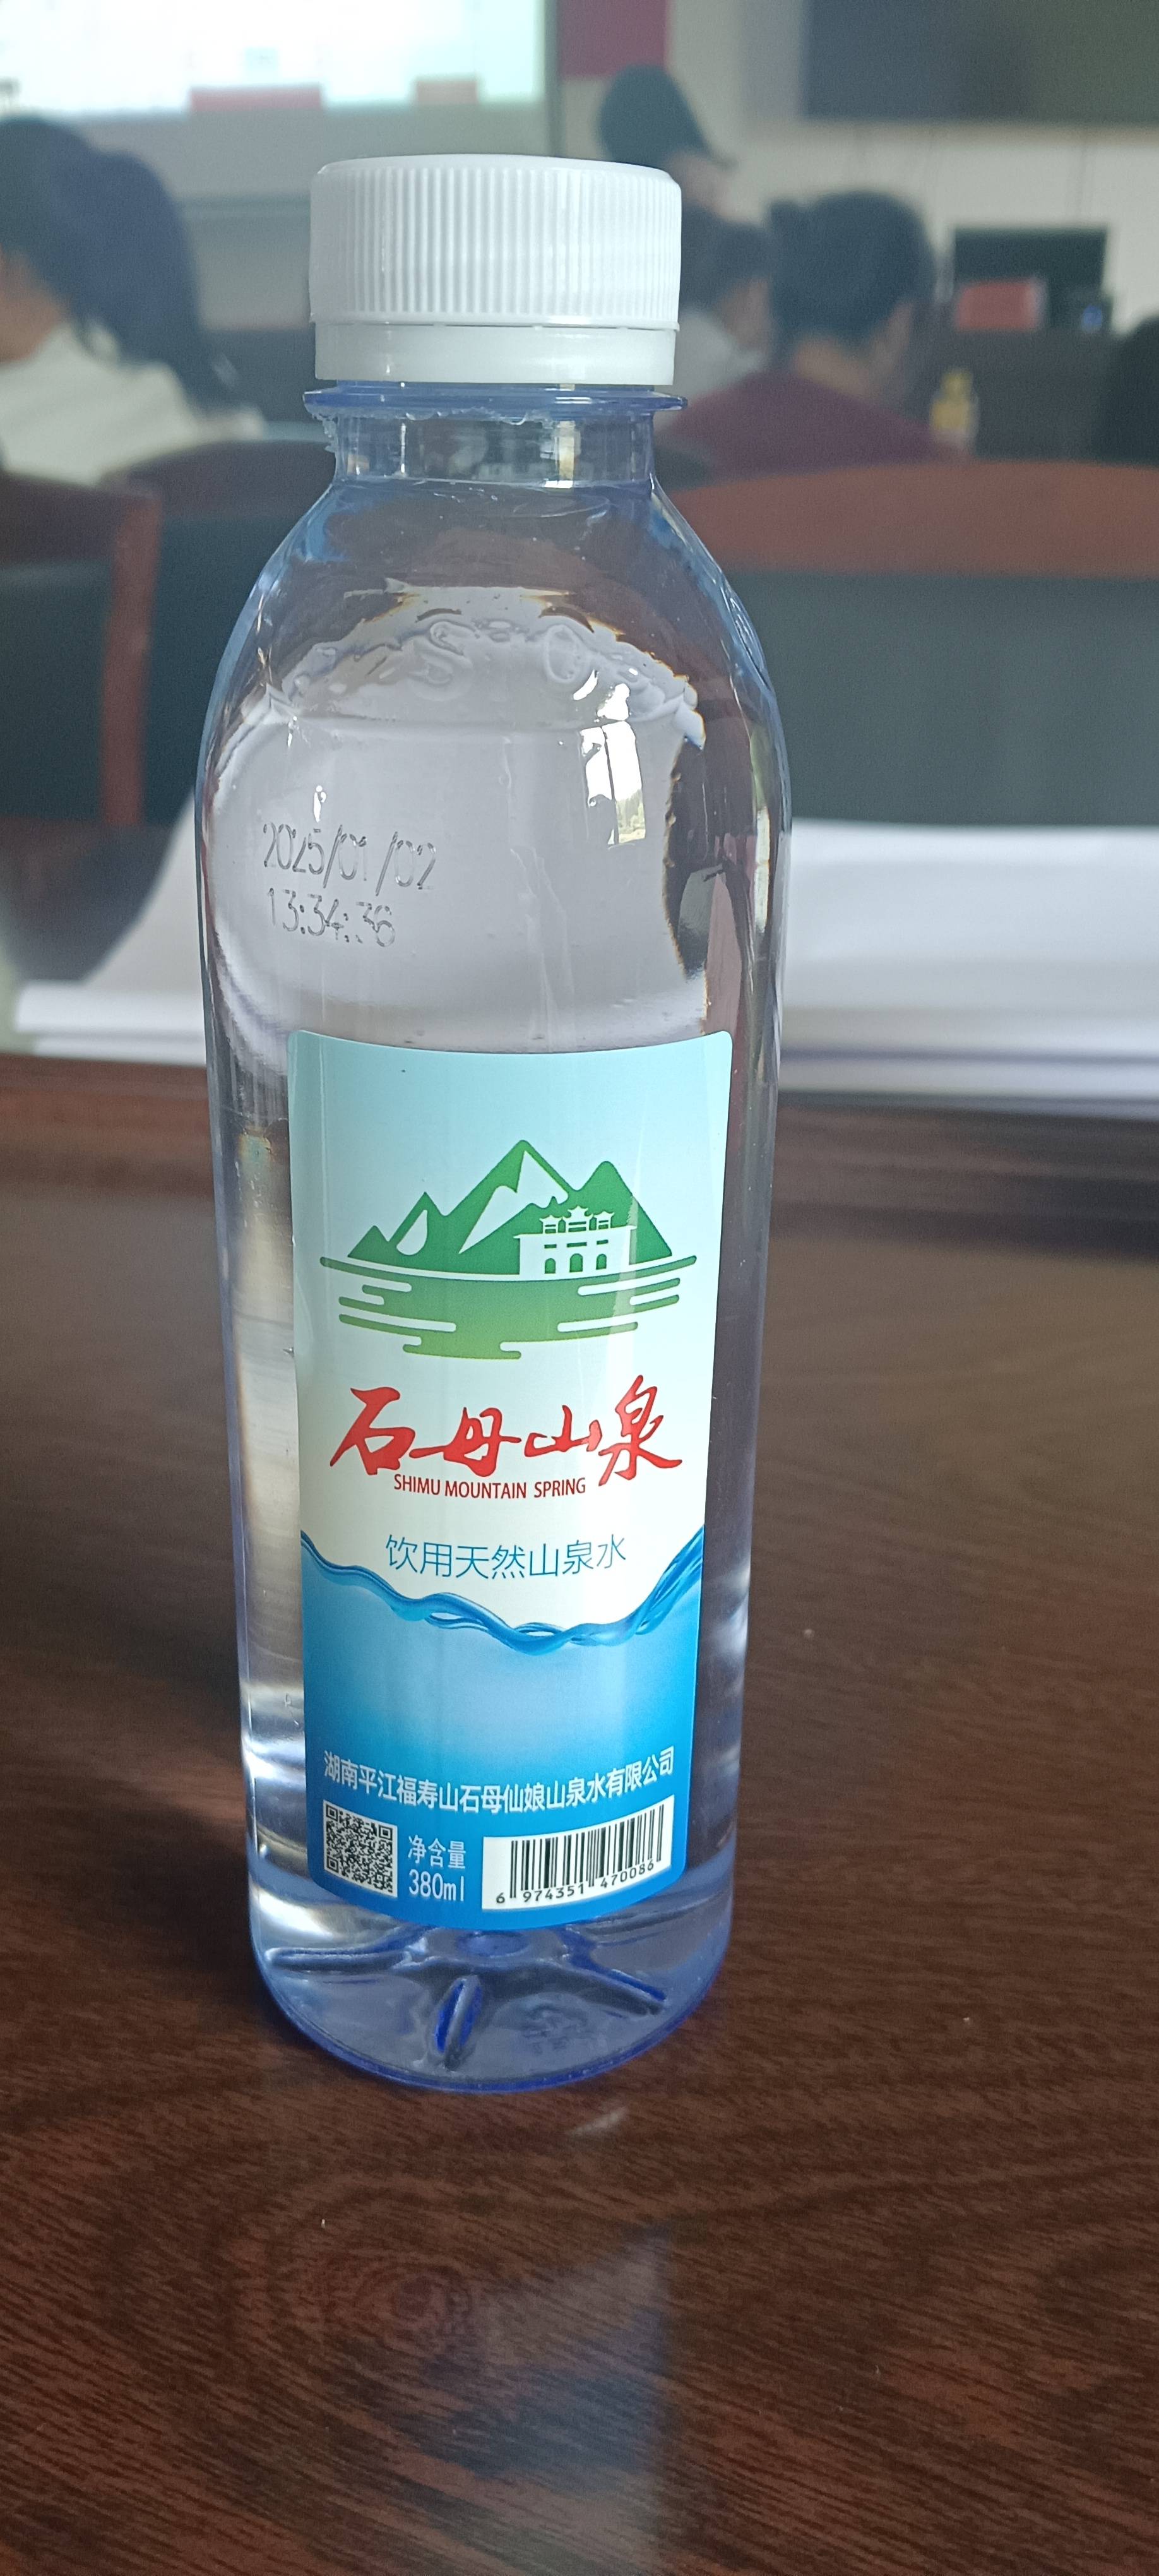 2025/01/02
13:34:36
石母山泉
SHIMU MOUNTAIN SPRING
饮用天然山泉水
湖南平江福寿山石母仙娘山泉水有限公司
净含量
380ml
6 974351 470086